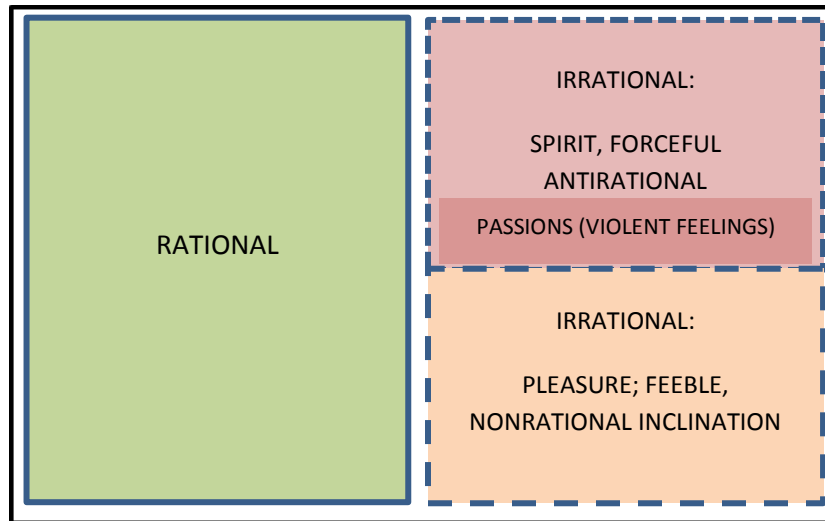 RATIONAL
IRRATIONAL:
SPIRIT, FORCEFUL
ANTIRATIONAL
PASSIONS (VIOLENT FEELINGS)
IRRATIONAL:
PLEASURE; FEEBLE,
NONRATIONAL INCLINATION